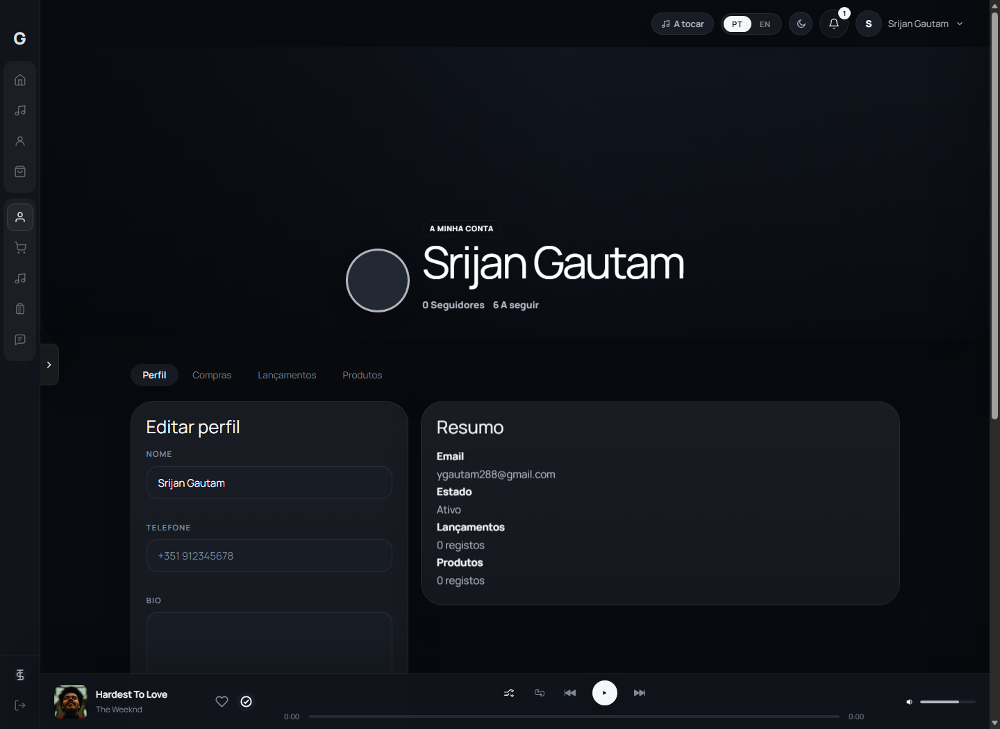 G
A tocar
PT EN
1
S
Srijan Gautam
A MINHA CONTA
Srijan Gautam
0 Seguidores 6 A seguir
Perfil Compras Lançamentos Produtos
Editar perfil
NOME
Srijan Gautam
TELEFONE
+351 912345678
BIO
Resumo
Email
ygautam288@gmail.com
Estado
Ativo
Lançamentos
0 registos
Produtos
0 registos
Hardest To Love
The Weeknd
0:00
0:00